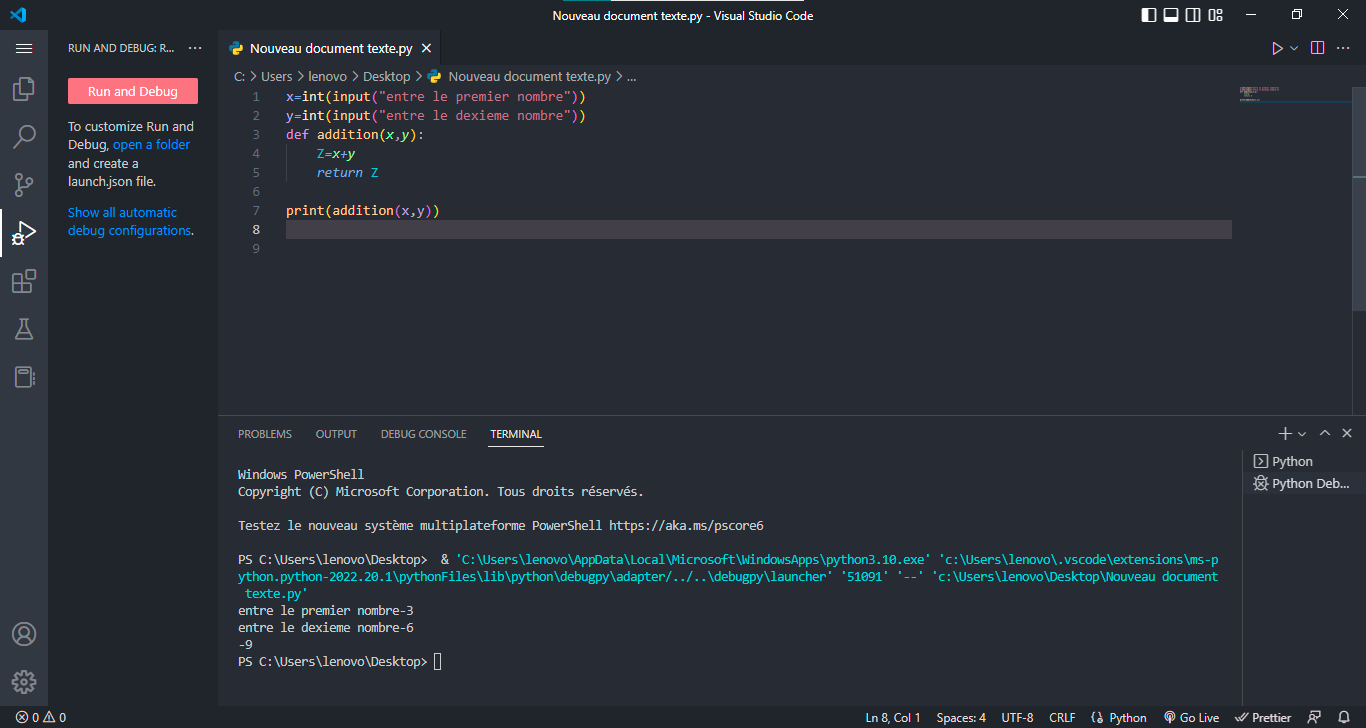 Nouveau document texte.py - Visual Studio Code
RUN AND DEBUG: R...
Run and Debug
To customize Run and
Debug, open a folder
and create a
launch.json file.
Show all automatic
debug configurations.
Nouveau document texte.py
C: > Users > lenovo > Desktop > Nouveau document texte.py > ...
1 x=int(input("entre le premier nombre"))
2 y=int(input("entre le dexieme nombre"))
3 def addition(x,y):
4     Z=x+y
5     return Z
6
7 print(addition(x,y))
8
9
PROBLEMS OUTPUT DEBUG CONSOLE TERMINAL
Python
Python Deb...
Windows PowerShell
Copyright (C) Microsoft Corporation. Tous droits réservés.
Testez le nouveau système multiplateforme PowerShell https://aka.ms/pscore6
PS C:\Users\lenovo\Desktop>  & 'C:\Users\lenovo\AppData\Local\Microsoft\WindowsApps\python3.10.exe' 'c:\Users\lenovo\.vscode\extensions\ms-p
ython.python-2022.20.1\pythonFiles\lib\python\debugpy\adapter/../..\debugpy\launcher' '51091' '--' 'c:\Users\lenovo\Desktop\Nouveau document
 texte.py'
entre le premier nombre-3
entre le dexieme nombre-6
-9
PS C:\Users\lenovo\Desktop>
0 0 Ln 8, Col 1 Spaces: 4 UTF-8 CRLF Python Go Live Prettier